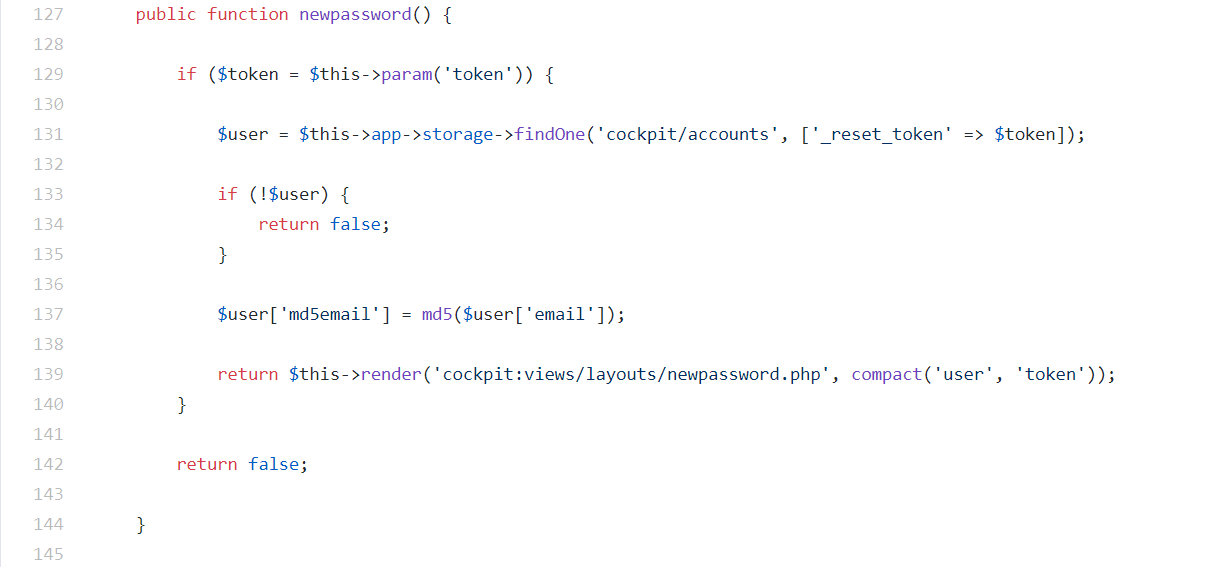 127 public function newpassword() {
128
129 if ($token = $this->param('token')) {
130
131 $user = $this->app->storage->findOne('cockpit/accounts', ['_reset_token' => $token]);
132
133 if (!$user) {
134 return false;
135 }
136
137 $user['md5email'] = md5($user['email']);
138
139 return $this->render('cockpit:views/layouts/newpassword.php', compact('user', 'token'));
140 }
141
142 return false;
143
144 }
145